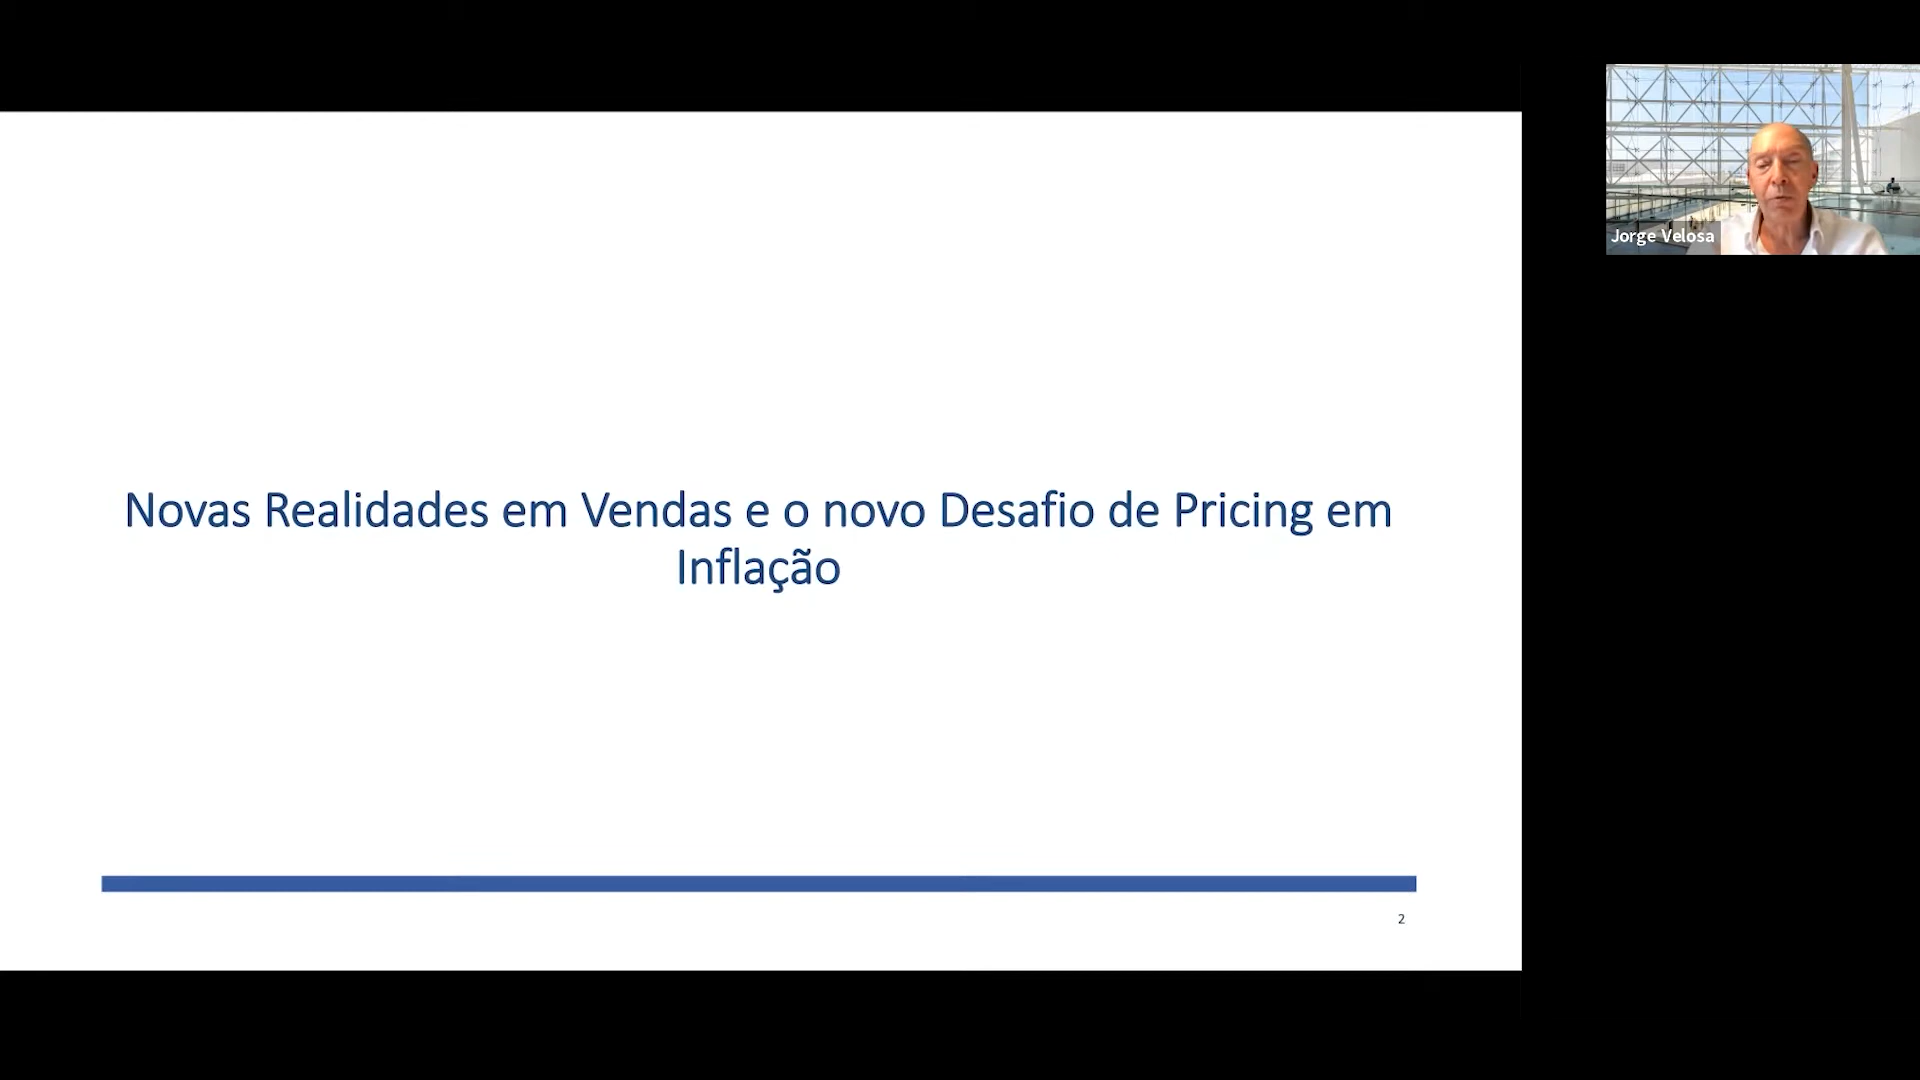 Novas Realidades em Vendas e o novo Desafio de Pricing em
Inflação
2
Jorge Velosa